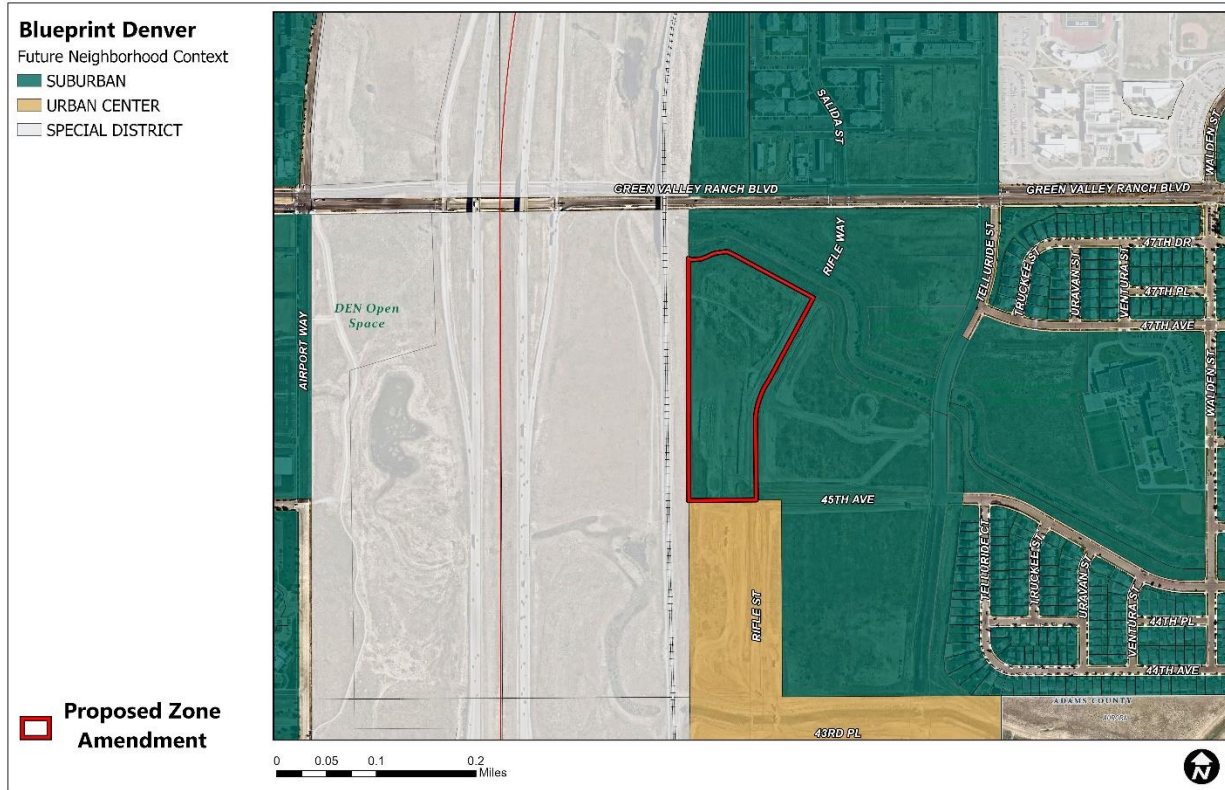 Blueprint Denver
Future Neighborhood Context
SUBURBAN
URBAN CENTER
SPECIAL DISTRICT
SALIDA ST
WALDEN ST
GREEN VALLEY RANCH BLVD
GREEN VALLEY RANCH BLVD
RIFLE WAY
TELLURIDE ST
TRUCKEE ST
URAVAN ST
VENTURA ST
47TH DR
47TH PL
47TH AVE
DEN Open
Space
AIRPORT WAY
WALDEN ST
45TH AVE
RIFLE ST
TELLURIDE CT
TRUCKEE ST
URAVAN ST
VENTURA ST
44TH PL
44TH AVE
ADAMS COUNTY
43RD PL
Proposed Zone
Amendment
0 0.05 0.1 0.2
Miles
N